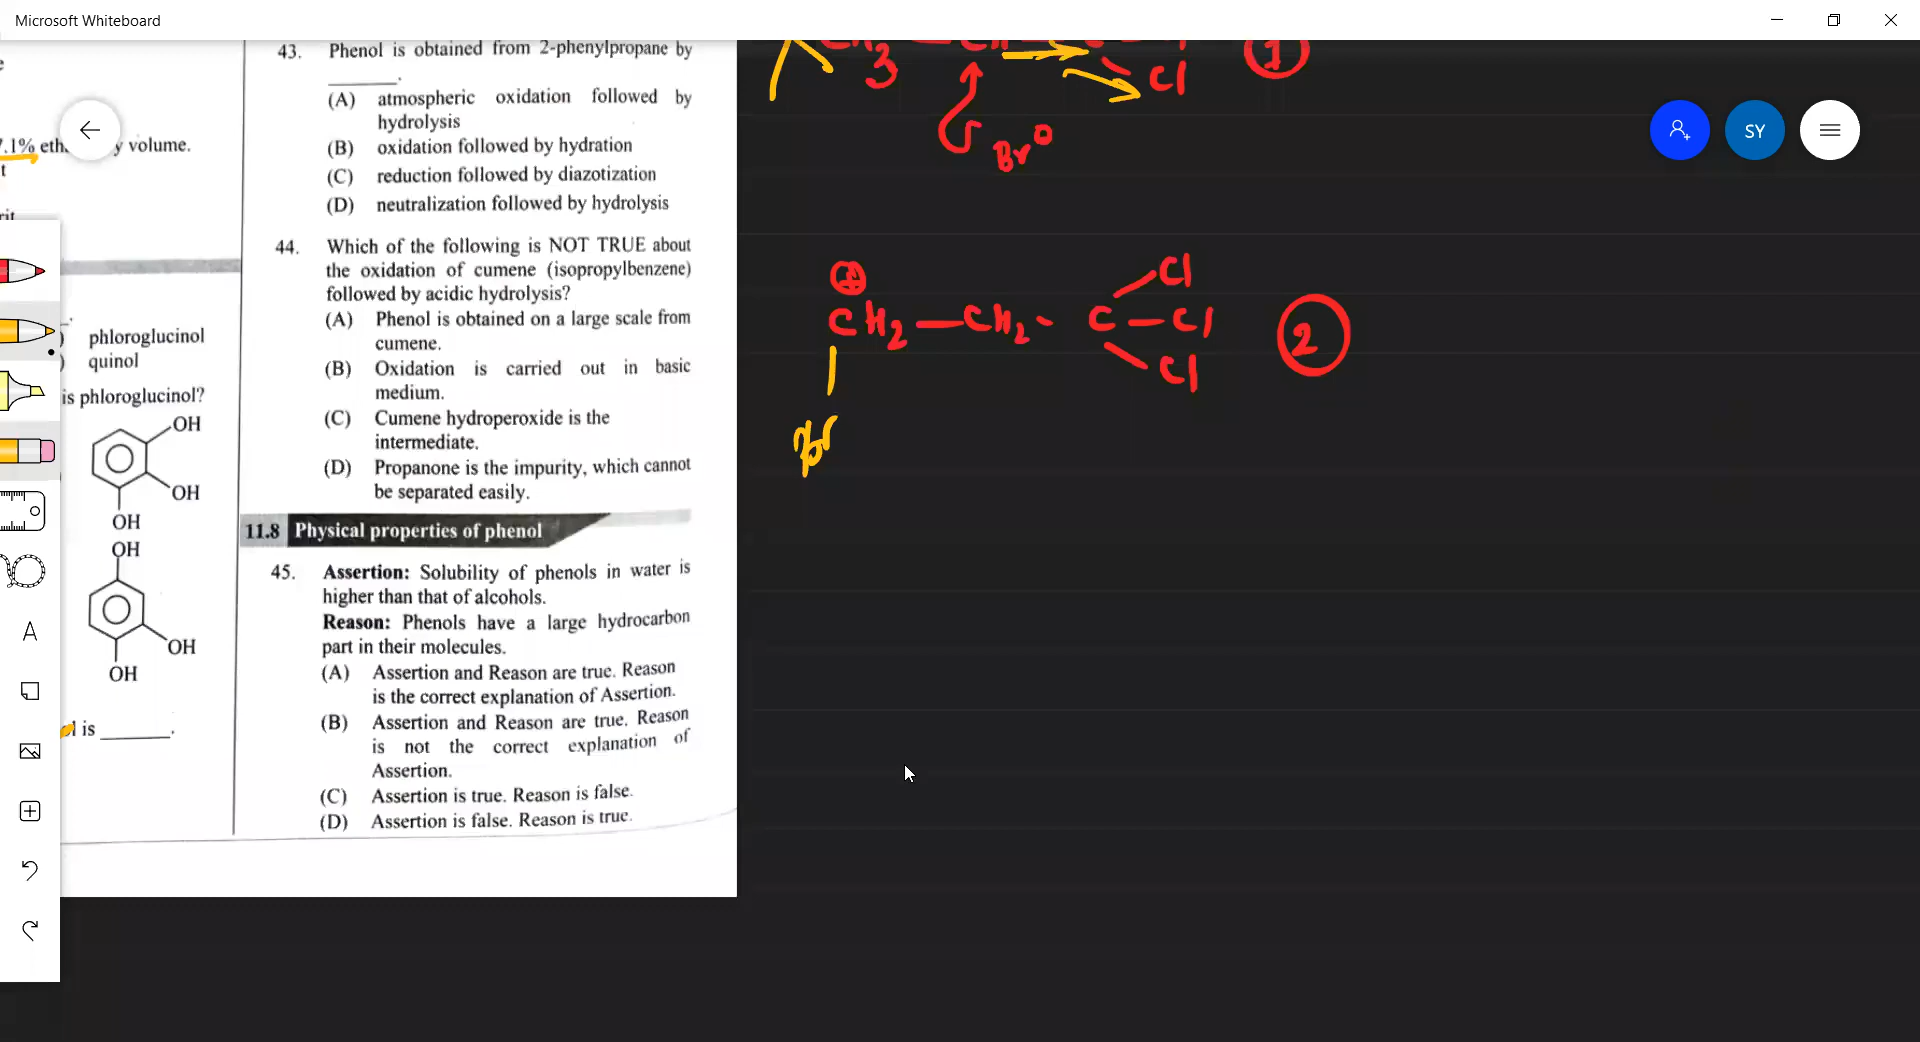 Microsoft Whiteboard
7.1% eth y volume.
phloroglucinol
quinol
is phloroglucinol?
OH
OH
OH
OH
OH
OH
is ______.
43. Phenol is obtained from 2-phenylpropane by
______.
(A) atmospheric oxidation followed by
hydrolysis
(B) oxidation followed by hydration
(C) reduction followed by diazotization
(D) neutralization followed by hydrolysis
44. Which of the following is NOT TRUE about
the oxidation of cumene (isopropylbenzene)
followed by acidic hydrolysis?
(A) Phenol is obtained on a large scale from
cumene.
(B) Oxidation is carried out in basic
medium.
(C) Cumene hydroperoxide is the
intermediate.
(D) Propanone is the impurity, which cannot
be separated easily.
11.8 Physical properties of phenol
45. Assertion: Solubility of phenols in water is
higher than that of alcohols.
Reason: Phenols have a large hydrocarbon
part in their molecules.
(A) Assertion and Reason are true. Reason
is the correct explanation of Assertion.
(B) Assertion and Reason are true. Reason
is not the correct explanation of
Assertion.
(C) Assertion is true. Reason is false.
(D) Assertion is false. Reason is true.
3 Cl 1
Br
⊕ Cl
CH2 — CH2 - C — Cl 2
Cl
Br
SY
A